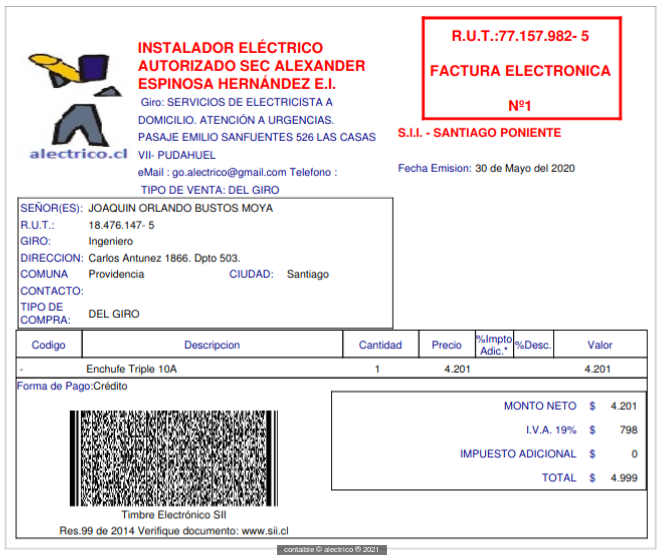 INSTALADOR ELÉCTRICO
AUTORIZADO SEC ALEXANDER
ESPINOSA HERNÁNDEZ E.I.
Giro: SERVICIOS DE ELECTRICISTA A
DOMICILIO. ATENCIÓN A URGENCIAS.
PASAJE EMILIO SANFUENTES 526 LAS CASAS
VII- PUDAHUEL
eMail : go.alectrico@gmail.com Telefono :
TIPO DE VENTA: DEL GIRO
alectrico.cl
R.U.T.:77.157.982- 5
FACTURA ELECTRONICA
Nº1
S.I.I. - SANTIAGO PONIENTE
Fecha Emision: 30 de Mayo del 2020
SEÑOR(ES): JOAQUIN ORLANDO BUSTOS MOYA
R.U.T.: 18.476.147- 5
GIRO: Ingeniero
DIRECCION: Carlos Antunez 1866. Dpto 503.
COMUNA Providencia CIUDAD: Santiago
CONTACTO:
TIPO DE COMPRA: DEL GIRO
Codigo Descripcion Cantidad Precio %Impto Adic.* %Desc. Valor
- Enchufe Triple 10A 1 4.201 4.201
Forma de Pago:Crédito
MONTO NETO $ 4.201
I.V.A. 19% $ 798
IMPUESTO ADICIONAL $ 0
TOTAL $ 4.999
Timbre Electrónico SII
Res.99 de 2014 Verifique documento: www.sii.cl
contaible © alectrico ® 2021